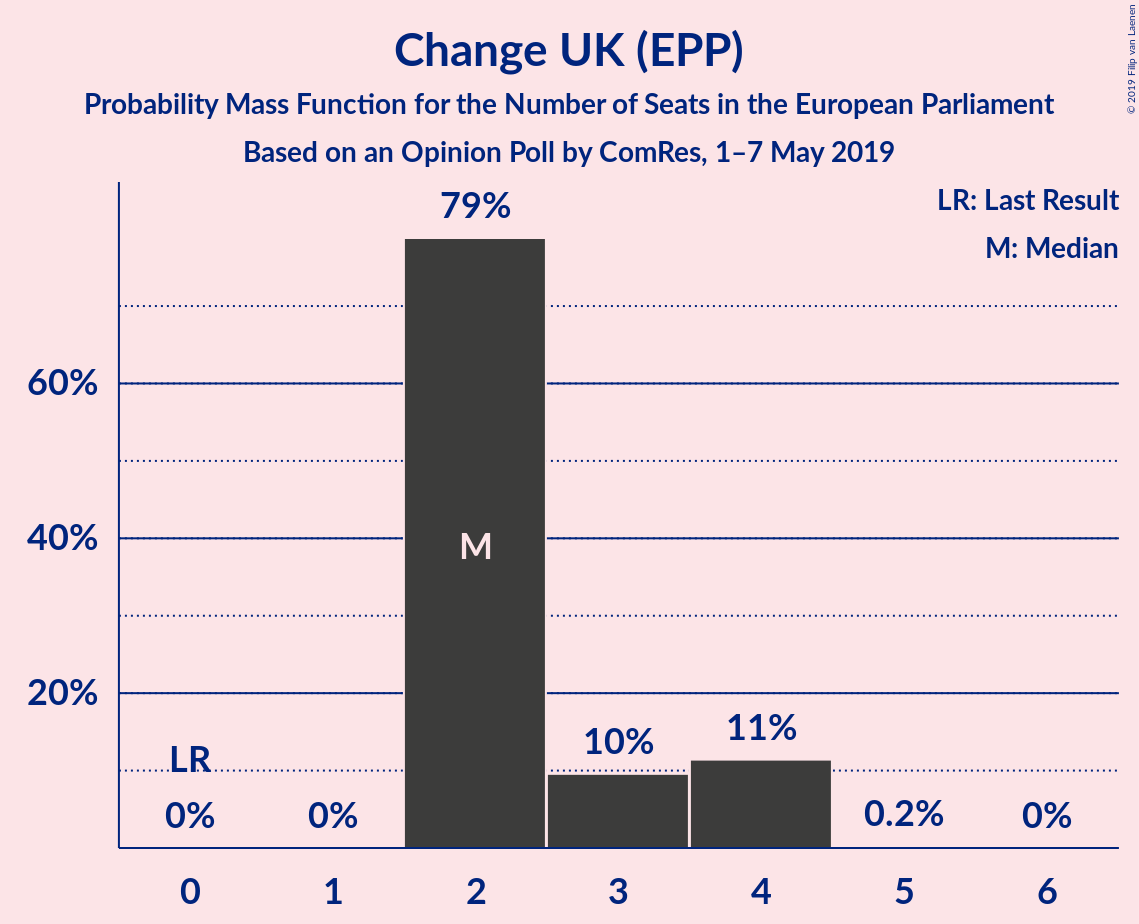 Change UK (EPP)
Probability Mass Function for the Number of Seats in the European Parliament
Based on an Opinion Poll by ComRes, 1–7 May 2019
© 2019 Filip van Laenen
LR: Last Result
M: Median
79%
60%
40%
20%
M
LR
0%
0%
10%
11%
0.2%
0%
0 1 2 3 4 5 6